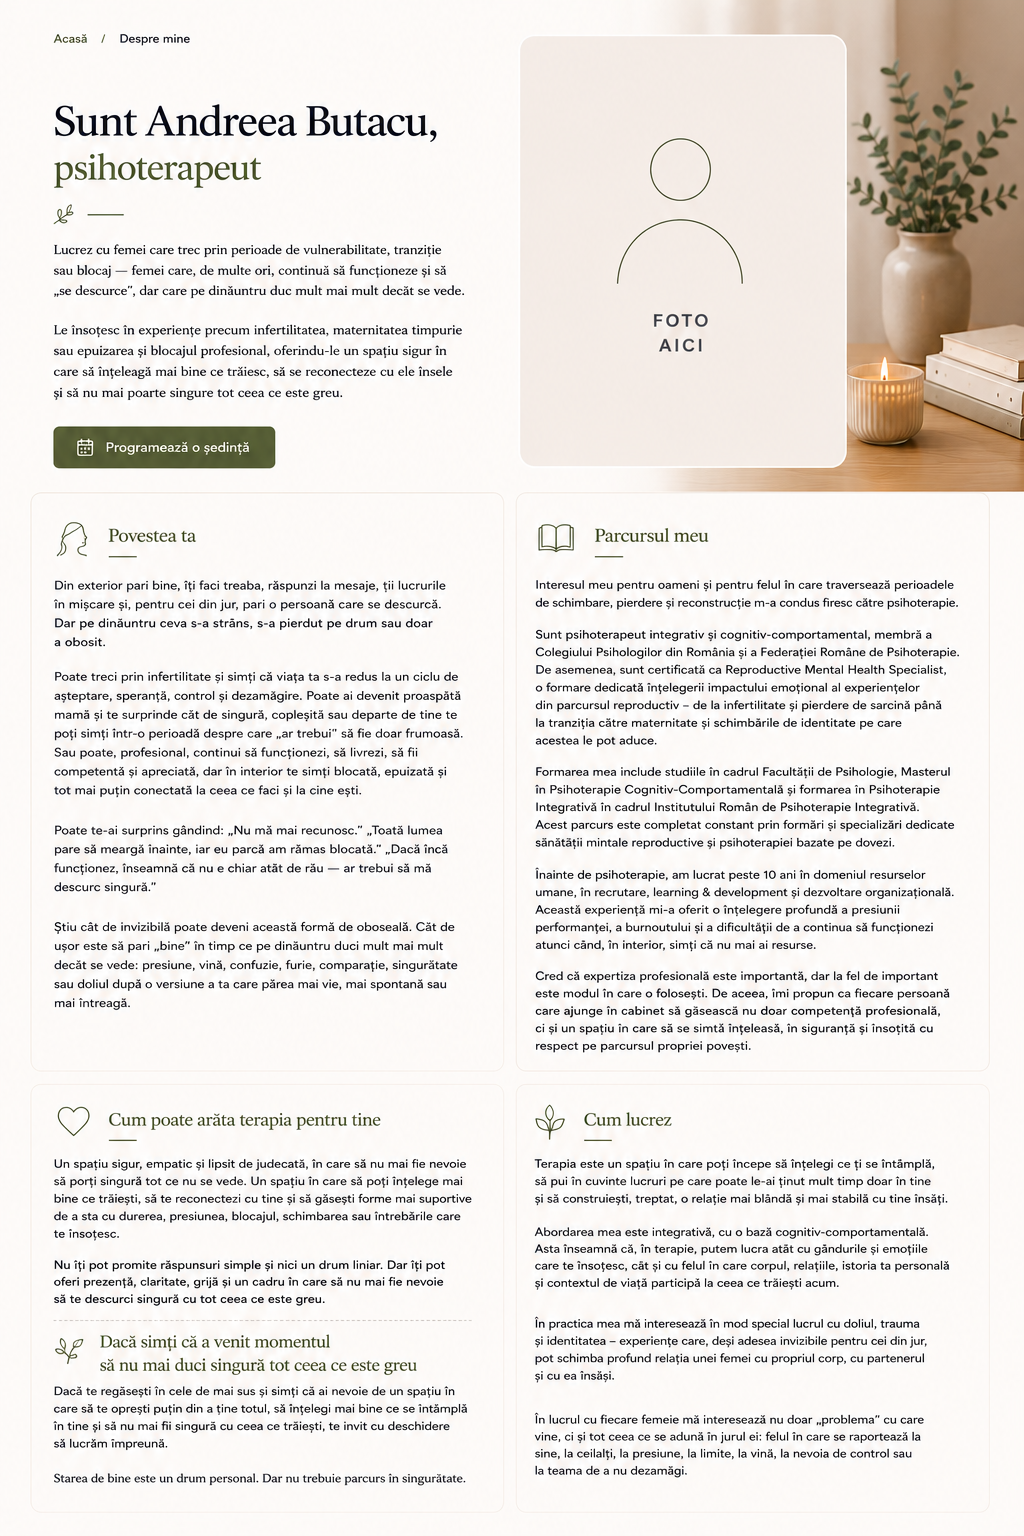 Acasă / Despre mine
Sunt Andreea Butacu,
psihoterapeut
Lucrez cu femei care trec prin perioade de vulnerabilitate, tranziție
sau blocaj — femei care, de multe ori, continuă să funcționeze și să
„se descurce”, dar care pe dinăuntru duc mult mai mult decăt se vede.
Le însoțesc în experiențe precum infertilitatea, maternitatea timpurie
sau epuizarea și blocajul profesional, oferindu-le un spațiu sigur în
care să înțeleagă mai bine ce trăiesc, să se reconecteze cu ele însele
și să nu mai poarte singure tot ceea ce este greu.
Programează o ședință
FOTO
AICI
Povestea ta
Din exterior pari bine, îți faci treaba, răspunzi la mesaje, ții lucrurile
în mișcare și, pentru cei din jur, pari o persoană care se descurcă.
Dar pe dinăuntru ceva s-a strâns, s-a pierdut pe drum sau doar
a obosit.
Poate treci prin infertilitate și simți că viața ta s-a redus la un ciclu de
așteptare, speranță, control și dezamăgire. Poate ai devenit proaspătă
mamă și te surprinde căt de singură, copleșită sau departe de tine te
poți simți într-o perioadă despre care „ar trebui” să fie doar frumoasă.
Sau poate, profesional, continui să funcționezi, să livrezi, să fii
competentă și apreciată, dar în interior te simți blocată, epuizată și
tot mai puțin conectată la ceea ce faci și la cine ești.
Poate te-ai surprins gândind: „Nu mă mai recunosc.” „Toată lumea
pare să meargă înainte, iar eu parcă am rămas blocată.” „Dacă încă
funcționez, înseamnă că nu e chiar atăt de rău — ar trebui să mă
descurc singură.”
Știu cât de invizibilă poate deveni această formă de oboseală. Căt de
ușor este să pari „bine” în timp ce pe dinăuntru duci mult mai mult
decăt se vede: presiune, vină, confuzie, furie, comparație, singurătate
sau doliul după o versiune a ta care părea mai vie, mai spontană sau
mai întreagă.
Parcursul meu
Interesul meu pentru oameni și pentru felul în care traversează perioadele
de schimbare, pierdere și reconstrucție m-a condus firesc către psihoterapie.
Sunt psihoterapeut integrativ și cognitiv-comportamental, membră a
Colegiului Psihologilor din România și a Federației Române de Psihoterapie.
De asemenea, sunt certificată ca Reproductive Mental Health Specialist,
o formare dedicată înțelegerii impactului emoțional al experiențelor
din parcursul reproductiv – de la infertilitate și pierdere de sarcină până
la tranziția către maternitate și schimbările de identitate pe care
acestea le pot aduce.
Formarea mea include studiile în cadrul Facultății de Psihologie, Masterul
în Psihoterapie Cognitiv-Comportamentală și formarea în Psihoterapie
Integrativă în cadrul Institutului Român de Psihoterapie Integrativă.
Acest parcurs este completat constant prin formări și specializări dedicate
sănătății mintale reproductive și psihoterapiei bazate pe dovezi.
Înainte de psihoterapie, am lucrat peste 10 ani în domeniul resurselor
umane, în recrutare, learning & development și dezvoltare organizațională.
Această experiență mi-a oferit o înțelegere profundă a presiunii
performanței, a burnoutului și a dificultății de a continua să funcționezi
atunci când, în interior, simți că nu mai ai resurse.
Cred că expertiza profesională este importantă, dar la fel de important
este modul în care o folosești. De aceea, îmi propun ca fiecare persoană
care ajunge în cabinet să găsească nu doar competență profesională,
ci și un spațiu în care să se simtă înțeleasă, în siguranță și însoțită cu
respect pe parcursul propriei povești.
Cum poate arăta terapia pentru tine
Un spațiu sigur, empatic și lipsit de judecată, în care să nu mai fie nevoie
să porți singură tot ce nu se vede. Un spațiu în care să poți înțelege mai
bine ce trăiești, să te reconectezi cu tine și să găsești forme mai suportive
de a sta cu durerea, presiunea, blocajul, schimbarea sau întrebările care
te însoțesc.
Nu îți pot promite răspunsuri simple și nici un drum liniar. Dar îți pot
oferi prezență, claritate, grijă și un cadru în care să nu mai fie nevoie
să te descurci singură cu tot ceea ce este greu.
Dacă simți că a venit momentul
să nu mai duci singură tot ceea ce este greu
Dacă te regăsești în cele de mai sus și simți că ai nevoie de un spațiu în
care să te oprești puțin din a ține totul, să înțelegi mai bine ce se întâmplă
în tine și să nu mai fii singură cu ceea ce trăiești, te invit cu deschidere
să lucrăm împreună.
Starea de bine este un drum personal. Dar nu trebuie parcurs în singurătate.
Cum lucrez
Terapia este un spațiu în care poți începe să înțelegi ce ți se întâmplă,
să pui în cuvinte lucruri pe care poate le-ai ținut mult timp doar în tine
și să construiești, treptat, o relație mai blândă și mai stabilă cu tine însăți.
Abordarea mea este integrativă, cu o bază cognitiv-comportamentală.
Asta înseamnă că, în terapie, putem lucra atât cu gândurile și emoțiile
care te însoțesc, cât și cu felul în care corpul, relațiile, istoria ta personală
și contextul de viață participă la ceea ce trăiești acum.
În practica mea mă interesează în mod special lucrul cu doliul, trauma
și identitatea – experiențe care, deși adesea invizibile pentru cei din jur,
pot schimba profund relația unei femei cu propriul corp, cu partenerul
și cu ea însăși.
În lucrul cu fiecare femeie mă interesează nu doar „problema” cu care
vine, ci și tot ceea ce se adună în jurul ei: felul în care se raportează la
sine, la ceilalți, la presiune, la limite, la vină, la nevoia de control sau
la teama de a nu dezamăgi.